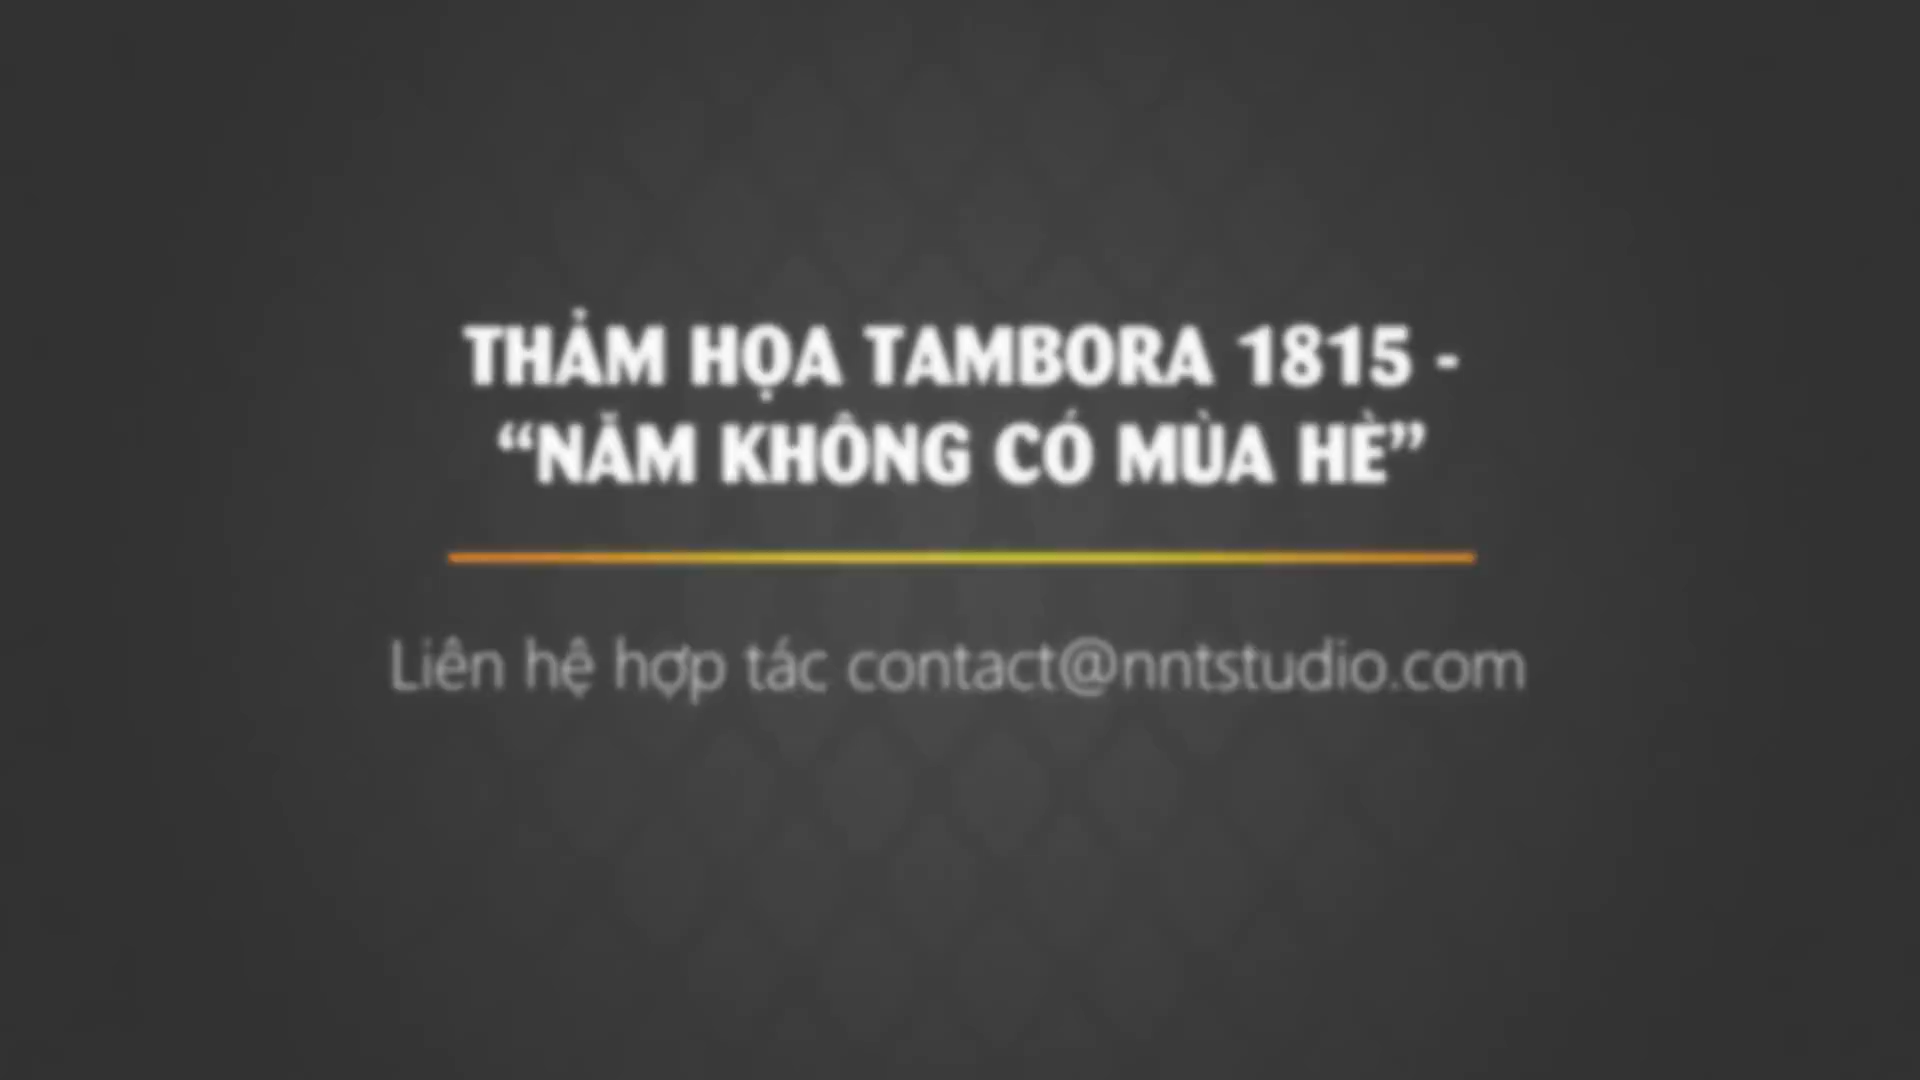 THẢM HỌA TAMBORA 1815 -
“NĂM KHÔNG CÓ MÙA HÈ”
Liên hệ hợp tác contact@nntstudio.com